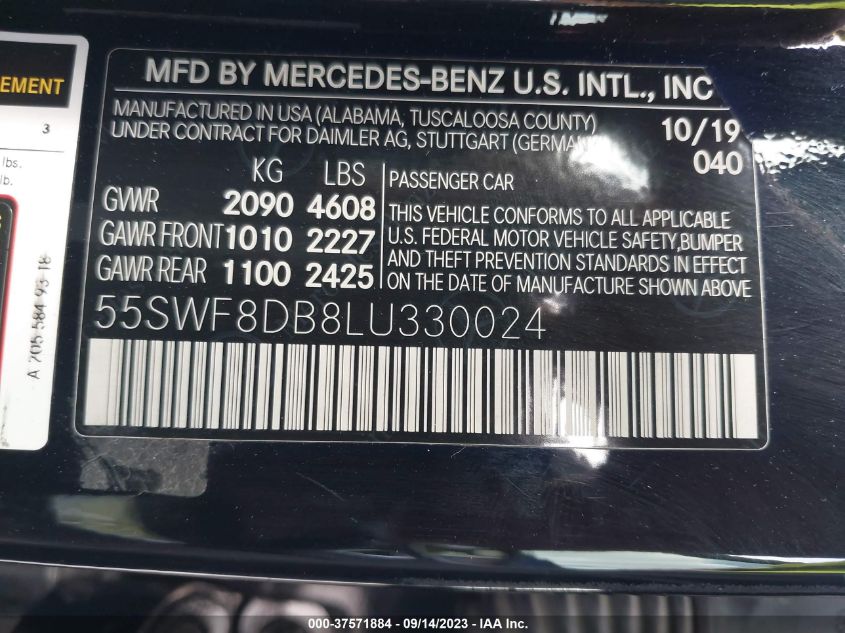 EMENT
3
lbs.
lb.
A 205 584 93 18
MFD BY MERCEDES-BENZ U.S. INTL., INC
MANUFACTURED IN USA (ALABAMA, TUSCALOOSA COUNTY)
UNDER CONTRACT FOR DAIMLER AG, STUTTGART (GERMAN
10/19
040
KG LBS
GVWR 2090 4608
GAWR FRONT 1010 2227
GAWR REAR 1100 2425
PASSENGER CAR
THIS VEHICLE CONFORMS TO ALL APPLICABLE
U.S. FEDERAL MOTOR VEHICLE SAFETY, BUMPER
AND THEFT PREVENTION STANDARDS IN EFFECT
ON THE DATE OF MANUFACTURE SHOWN ABOVE.
55SWF8DB8LU330024
000-37571884 - 09/14/2023 - IAA Inc.